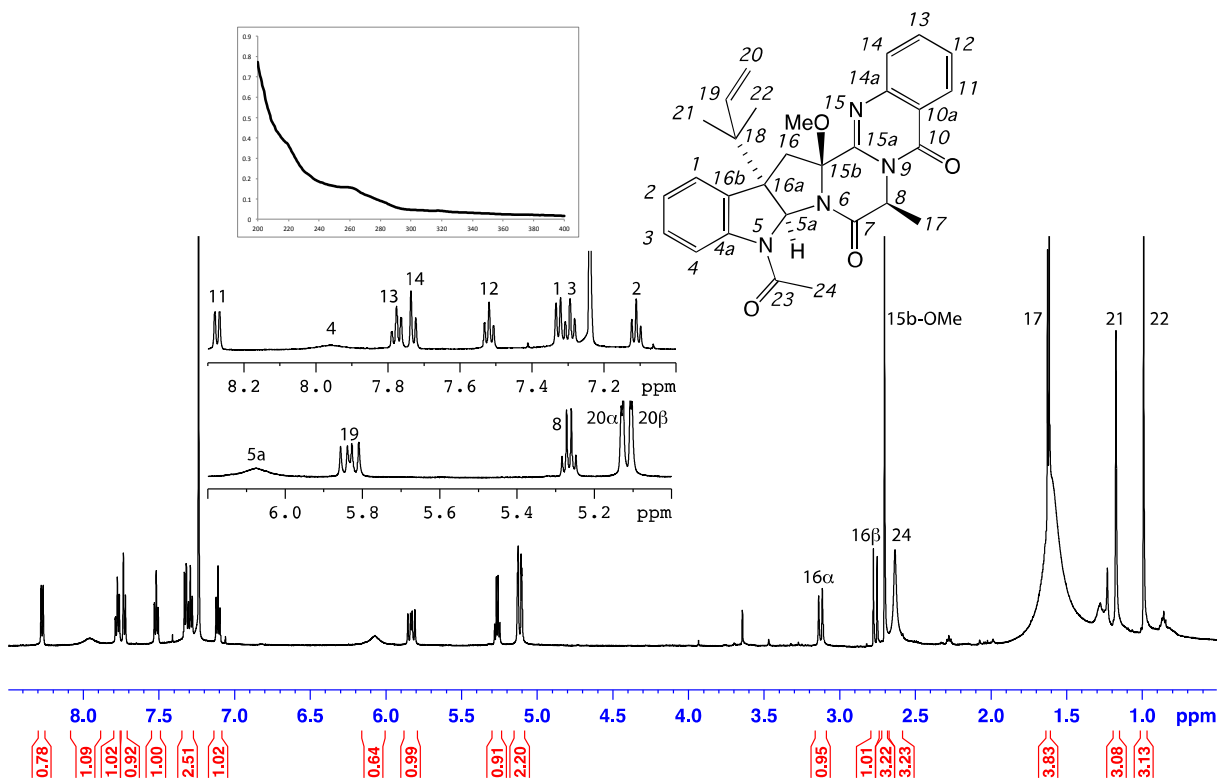 0.9
0.8
0.7
0.6
0.5
0.4
0.3
0.2
0.1
0
200 220 240 260 280 300 320 340 360 380 400
13
14 12
20
14a 11
19 22 15 10a
21 MeO 15a 10
18 16 N
15b N O
1 16b 16a 9
2 N 6 8
5 5a 7 17
3 4a N H O
4
O 23 24
11 4 13 14 12 1 3 2
8.2 8.0 7.8 7.6 7.4 7.2 ppm
5a 19 8 20α 20β
6.0 5.8 5.6 5.4 5.2 ppm
16α 16β 15b-OMe 24 17 21 22
8.0 7.5 7.0 6.5 6.0 5.5 5.0 4.5 4.0 3.5 3.0 2.5 2.0 1.5 1.0 ppm
0.78 1.09 1.02 0.92 1.00 2.51 1.02 0.64 0.99 0.91 2.20 0.95 1.01 3.22 3.23 3.83 3.08 3.13